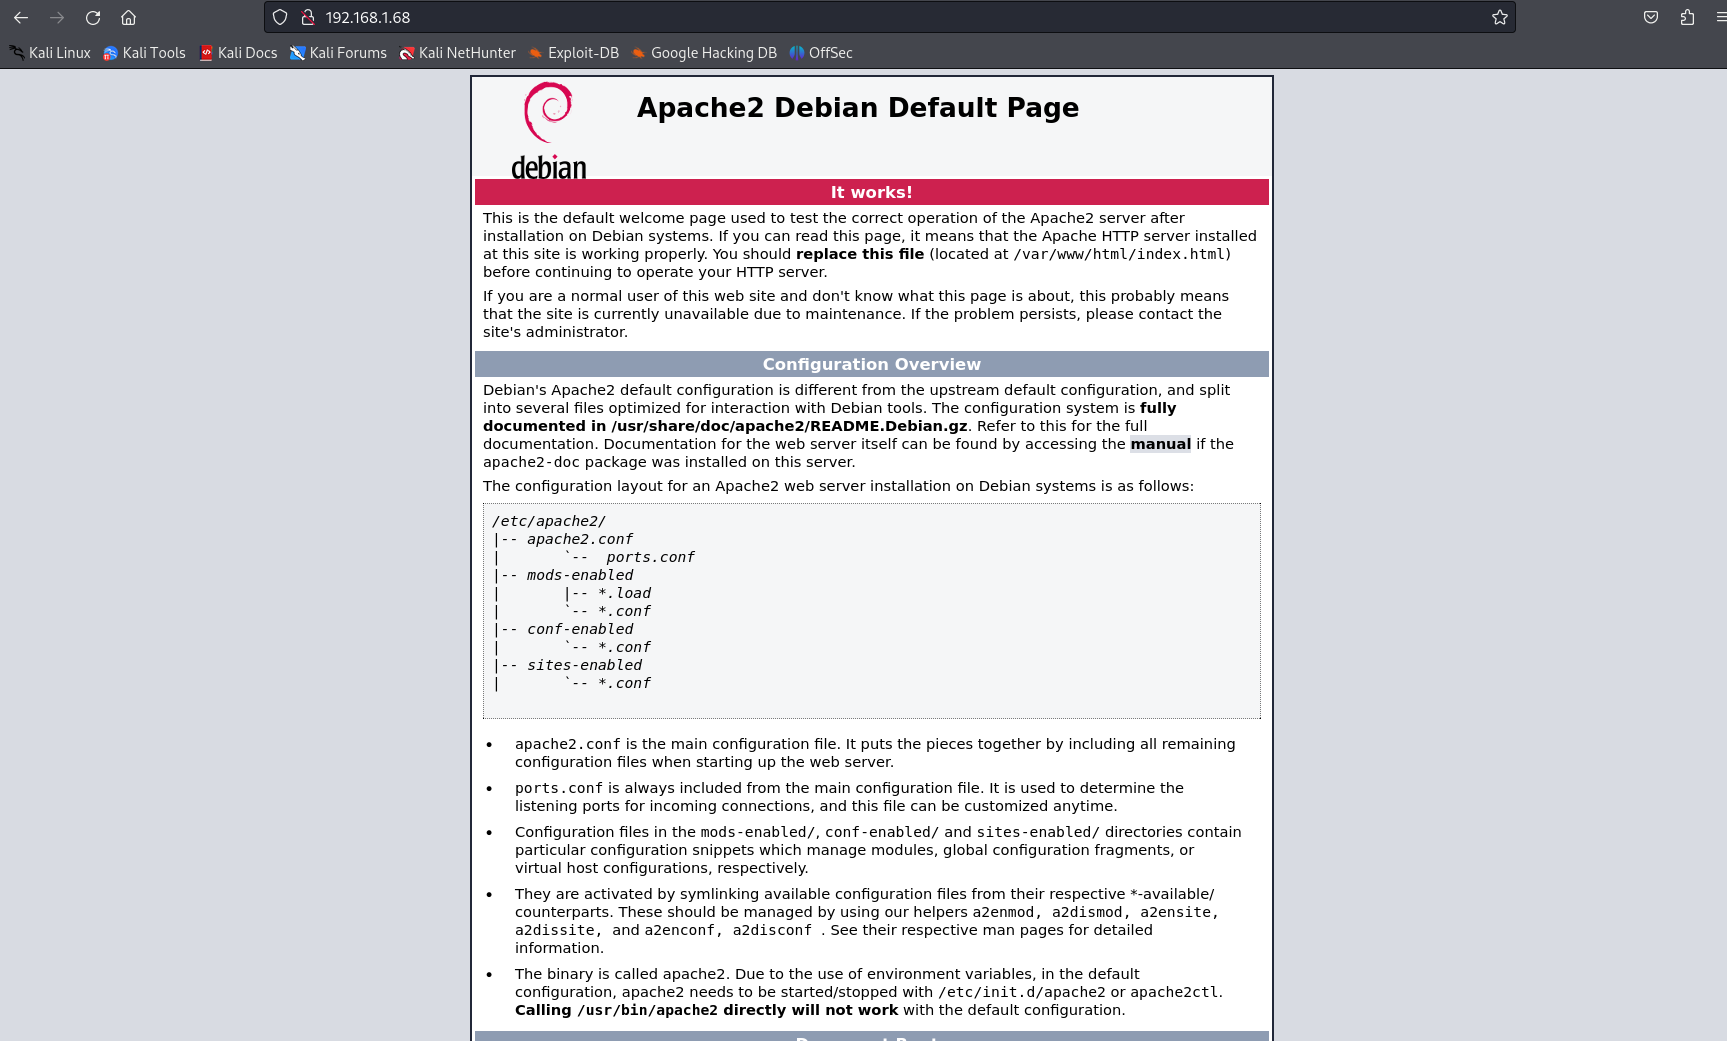 192.168.1.68
Kali Linux Kali Tools Kali Docs Kali Forums Kali NetHunter Exploit-DB Google Hacking DB OffSec
debian
Apache2 Debian Default Page
It works!
This is the default welcome page used to test the correct operation of the Apache2 server after
installation on Debian systems. If you can read this page, it means that the Apache HTTP server installed
at this site is working properly. You should replace this file (located at /var/www/html/index.html)
before continuing to operate your HTTP server.
If you are a normal user of this web site and don't know what this page is about, this probably means
that the site is currently unavailable due to maintenance. If the problem persists, please contact the
site's administrator.
Configuration Overview
Debian's Apache2 default configuration is different from the upstream default configuration, and split
into several files optimized for interaction with Debian tools. The configuration system is fully
documented in /usr/share/doc/apache2/README.Debian.gz. Refer to this for the full
documentation. Documentation for the web server itself can be found by accessing the manual if the
apache2-doc package was installed on this server.
The configuration layout for an Apache2 web server installation on Debian systems is as follows:
/etc/apache2/
|-- apache2.conf
|       `--  ports.conf
|-- mods-enabled
|       |-- *.load
|       `-- *.conf
|-- conf-enabled
|       `-- *.conf
|-- sites-enabled
|       `-- *.conf
• apache2.conf is the main configuration file. It puts the pieces together by including all remaining
configuration files when starting up the web server.
• ports.conf is always included from the main configuration file. It is used to determine the
listening ports for incoming connections, and this file can be customized anytime.
• Configuration files in the mods-enabled/, conf-enabled/ and sites-enabled/ directories contain
particular configuration snippets which manage modules, global configuration fragments, or
virtual host configurations, respectively.
• They are activated by symlinking available configuration files from their respective *-available/
counterparts. These should be managed by using our helpers a2enmod, a2dismod, a2ensite,
a2dissite, and a2enconf, a2disconf . See their respective man pages for detailed
information.
• The binary is called apache2. Due to the use of environment variables, in the default
configuration, apache2 needs to be started/stopped with /etc/init.d/apache2 or apache2ctl.
Calling /usr/bin/apache2 directly will not work with the default configuration.